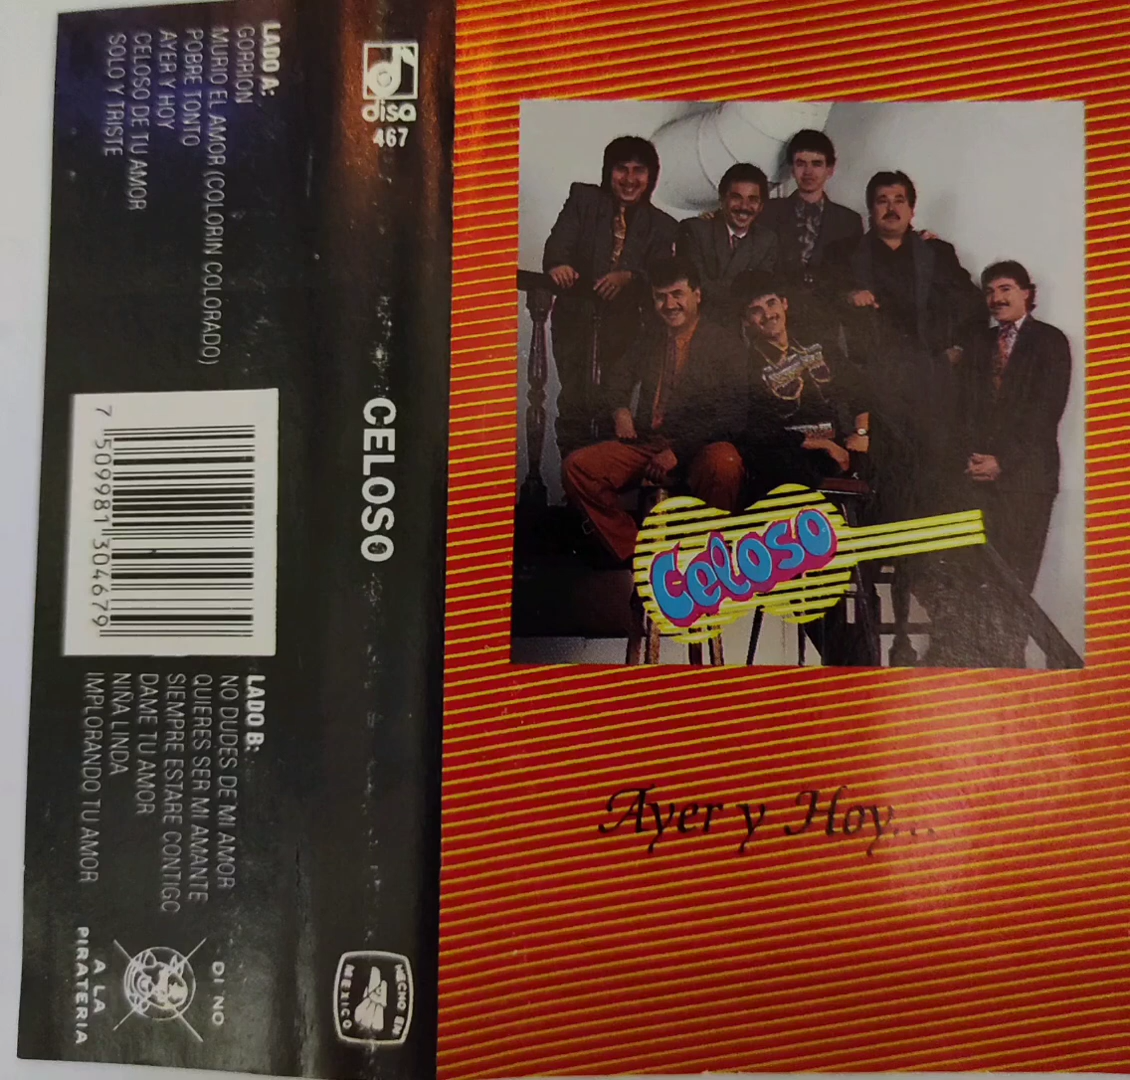 LADO A:
GORRION
MURIO EL AMOR (COLORIN COLORADO)
POBRE TONTO
AYER Y HOY
CELOSO DE TU AMOR
SOLO Y TRISTE
7 509981 304679
LADO B:
NO DUDES DE MI AMOR
QUIERES SER MI AMANTE
SIEMPRE ESTARE CONTIGO
DAME TU AMOR
NIÑA LINDA
IMPLORANDO TU AMOR
DI NO
A LA
PIRATERIA
disa
467
CELOSO
HECHO EN
MEXICO
Celoso
Ayer y Hoy...